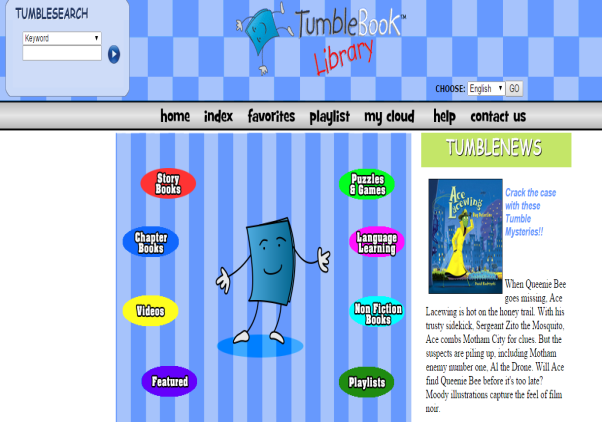 TUMBLESEARCH
Keyword
TumbleBook™
Library
CHOOSE: English GO
home index favorites playlist my cloud help contact us
Story
Books
Chapter
Books
Videos
Featured
Puzzles
& Games
Language
Learning
Non Fiction
Books
Playlists
TUMBLENEWS
Ace
Lacewing
Crack the case
with these
Tumble
Mysteries!!
When Queenie Bee
goes missing, Ace
Lacewing is hot on the honey trail. With his
trusty sidekick, Sergeant Zito the Mosquito,
Ace combs Motham City for clues. But the
suspects are piling up, including Motham
enemy number one, Al the Drone. Will Ace
find Queenie Bee before it's too late?
Moody illustrations capture the feel of film
noir.